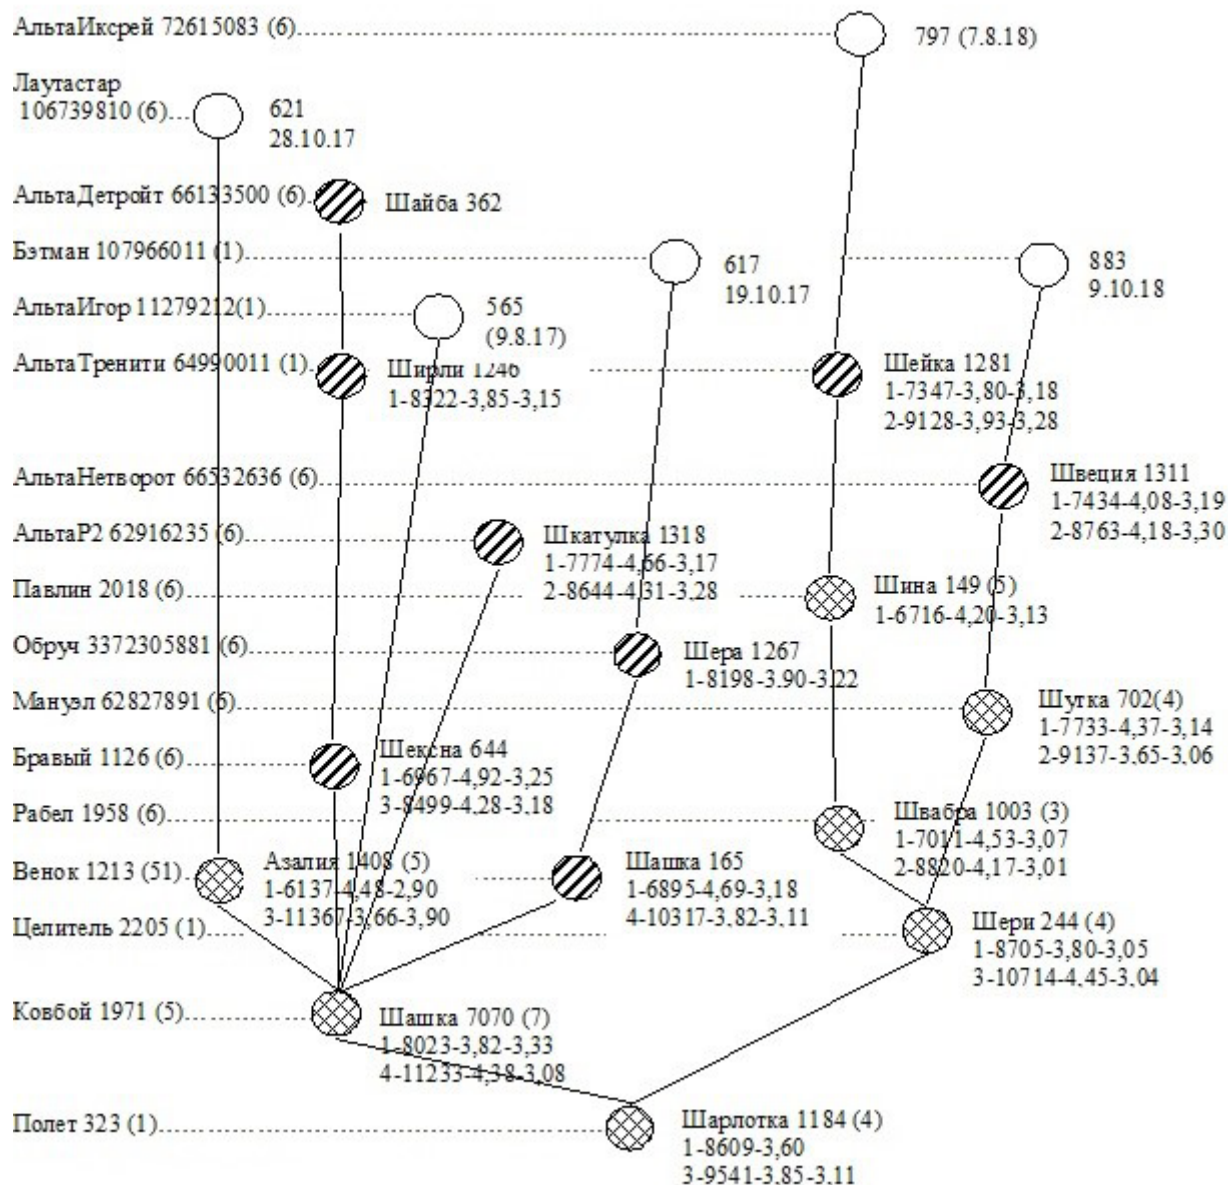 АльтаИксрей 72615083 (6)
797 (7.8.18)
Лаутастар
106739810 (6)
621
28.10.17
АльтаДетройт 66133500 (6)
Шайба 362
Бэтман 107966011 (1)
617
19.10.17
883
9.10.18
АльтаИгор 11279212(1)
565
(9.8.17)
АльтаТренити 64990011 (1)
Ширли 1246
1-8322-3,85-3,15
Шейка 1281
1-7347-3,80-3,18
2-9128-3,93-3,28
АльтаНетворот 66532636 (6)
Швеция 1311
1-7434-4,08-3,19
2-8763-4,18-3,30
АльтаР2 62916235 (6)
Шкатулка 1318
1-7774-4,66-3,17
2-8644-4,31-3,28
Павлин 2018 (6)
Шина 149 (5)
1-6716-4,20-3,13
Обруч 3372305881 (6)
Шера 1267
1-8198-3.90-3,22
Мануэл 62827891 (6)
Шутка 702(4)
1-7733-4,37-3,14
2-9137-3,65-3,06
Бравый 1126 (6)
Шексна 644
1-6967-4,92-3,25
3-8499-4,28-3,18
Рабел 1958 (6)
Швабра 1003 (3)
1-7011-4,53-3,07
2-8820-4,17-3,01
Венок 1213 (51)
Азалия 1408 (5)
1-6137-4,48-2,90
3-11367-3,66-3,90
Шашка 165
1-6895-4,69-3,18
4-10317-3,82-3,11
Целитель 2205 (1)
Шери 244 (4)
1-8705-3,80-3,05
3-10714-4,45-3,04
Ковбой 1971 (5)
Шашка 7070 (7)
1-8023-3,82-3,33
4-11233-4,38-3,08
Полет 323 (1)
Шарлотка 1184 (4)
1-8609-3,60
3-9541-3,85-3,11